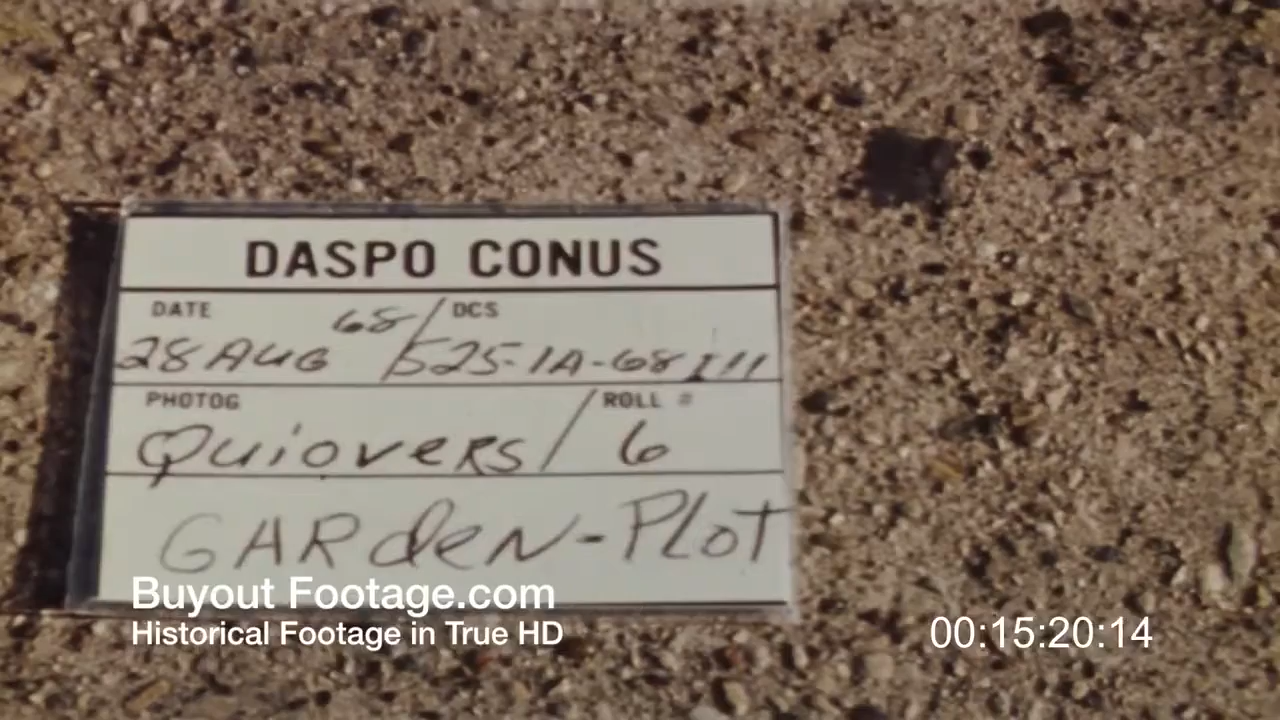 DASPO CONUS
DATE 68 / DCS
28 AUG / 525-1A-68 III
PHOTOG / ROLL #
Quiovers / 6
GARdeN-PLoT
Buyout Footage.com
Historical Footage in True HD
00:15:20:14